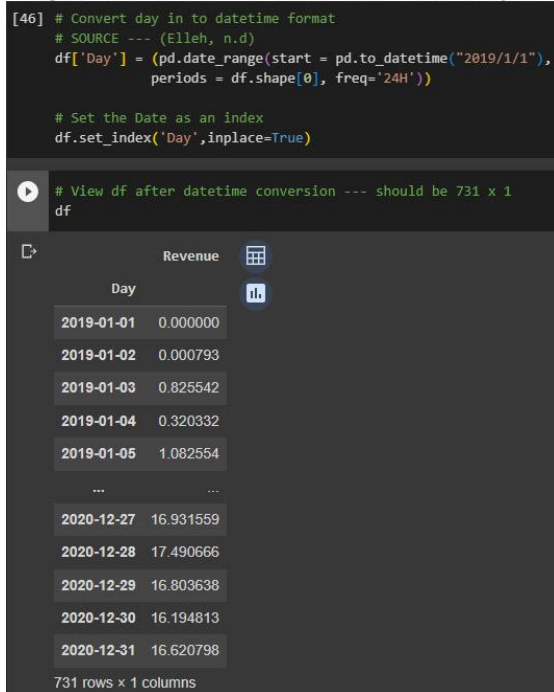 [46] # Convert day in to datetime format
# SOURCE --- (Elleh, n.d)
df['Day'] = (pd.date_range(start = pd.to_datetime("2019/1/1"),
periods = df.shape[0], freq='24H'))
# Set the Date as an index
df.set_index('Day',inplace=True)
# View df after datetime conversion --- should be 731 x 1
df
Revenue
Day
2019-01-01 0.000000
2019-01-02 0.000793
2019-01-03 0.825542
2019-01-04 0.320332
2019-01-05 1.082554
... ...
2020-12-27 16.931559
2020-12-28 17.490666
2020-12-29 16.803638
2020-12-30 16.194813
2020-12-31 16.620798
731 rows × 1 columns